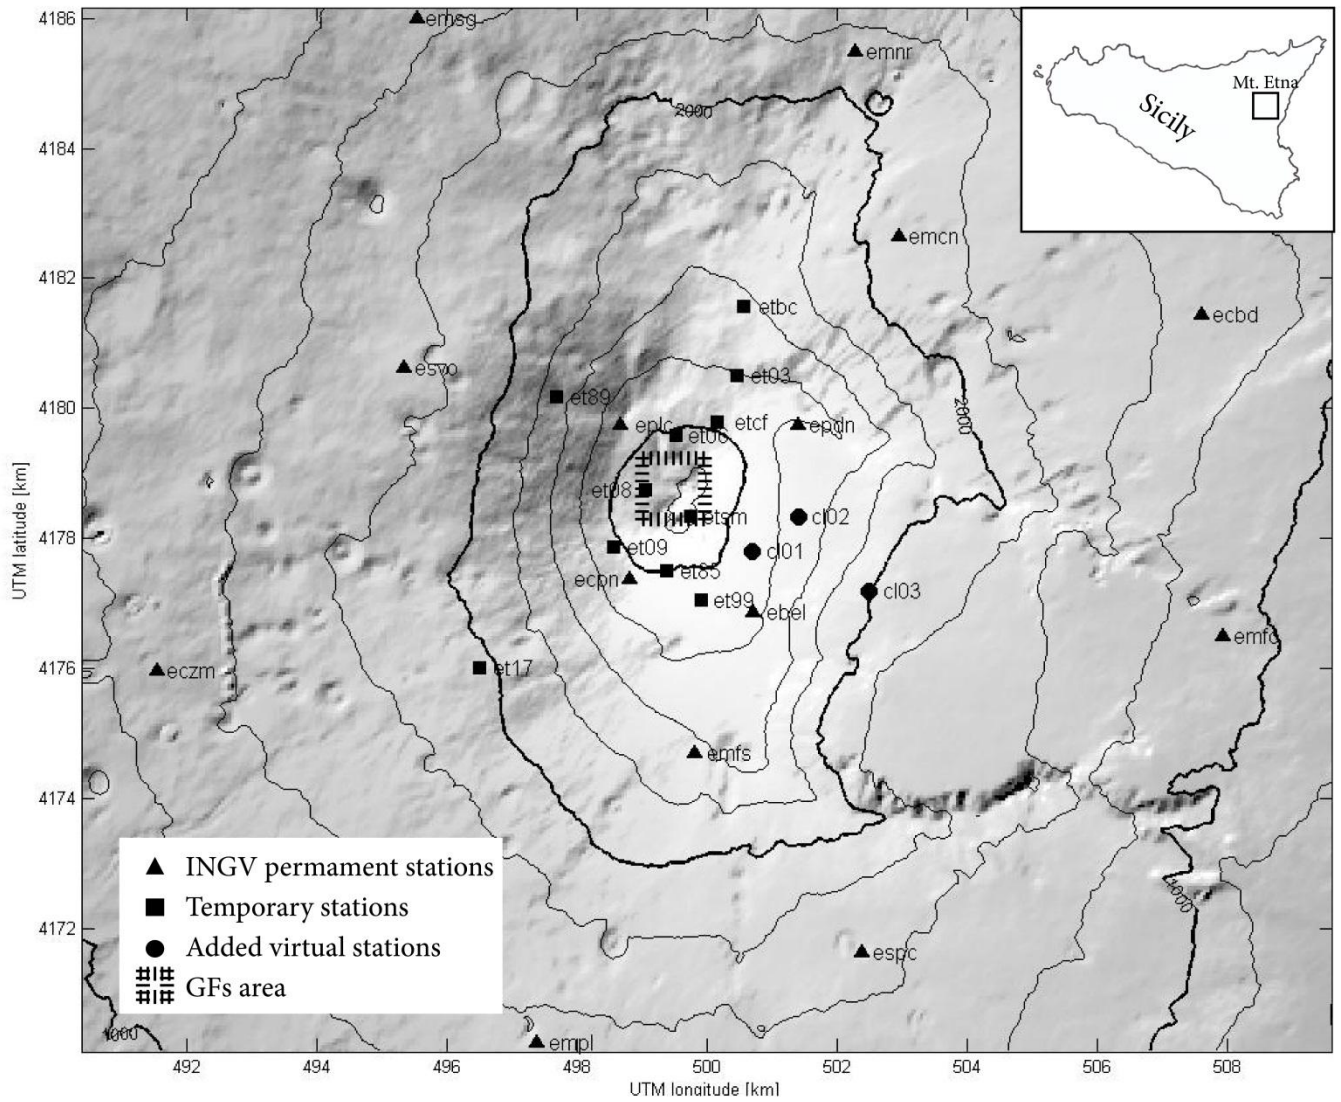 4186
emsg
emnr
Mt. Etna
Sicily
2000
4184
emcn
4182
etbc
ecbd
esvo
et03
et89
4180
2000
eplc
etcf
epdn
et06
et08
UTM latitude [km]
etsm
cl02
4178
et09
cl01
ecpn
et85
et99
cl03
ebel
emfo
4176
eczm
et17
emfs
4174
INGV permament stations
1000
Temporary stations
4172
Added virtual stations
espc
GFs area
1000
empl
492
494
496
498
500
502
504
506
508
UTM longitude [km]